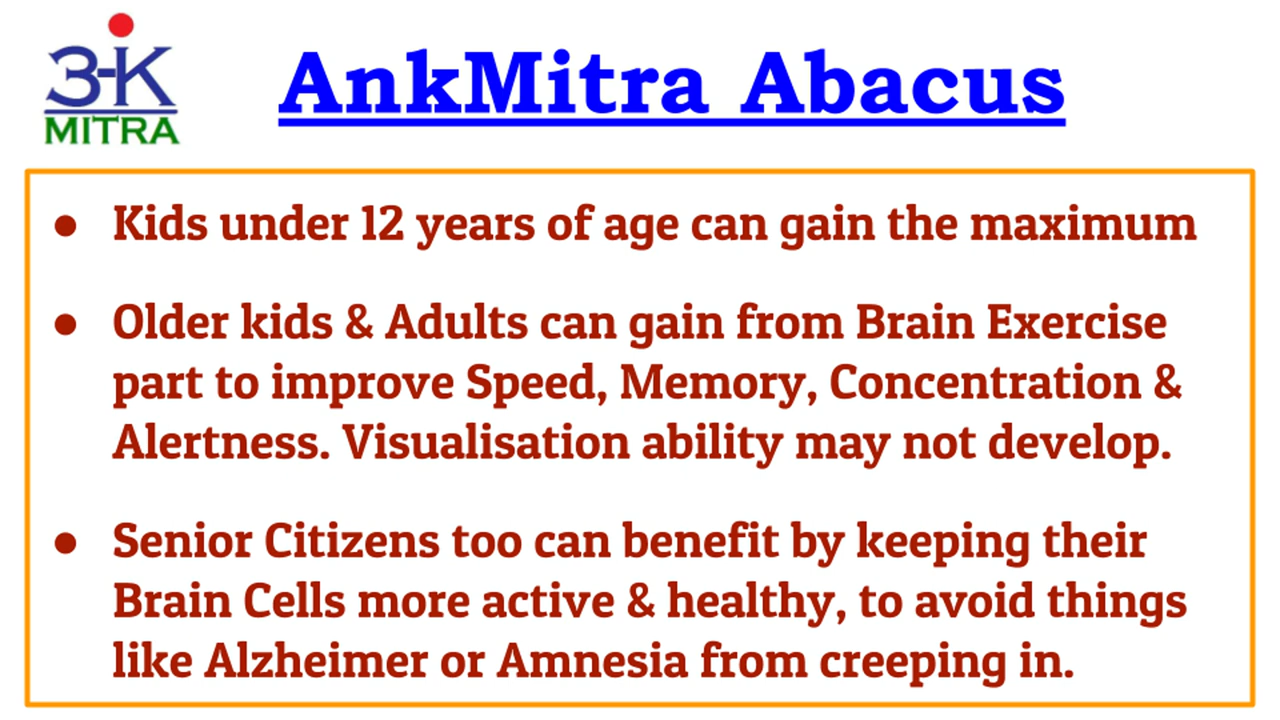 3-K
MITRA
AnkMitra Abacus
● Kids under 12 years of age can gain the maximum
● Older kids & Adults can gain from Brain Exercise
part to improve Speed, Memory, Concentration &
Alertness. Visualisation ability may not develop.
● Senior Citizens too can benefit by keeping their
Brain Cells more active & healthy, to avoid things
like Alzheimer or Amnesia from creeping in.